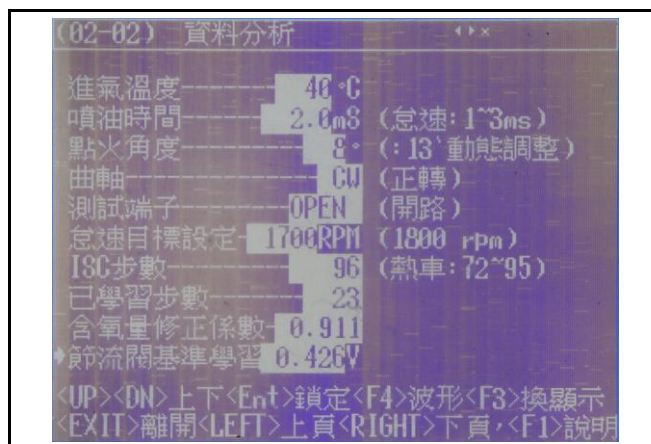 (02-02) 資料分析
進氣溫度------- 40 °C
噴油時間------- 2.0mS (怠速:1~3ms)
點火角度--------- 8° (:13°動態調整)
曲軸------------ CW (正轉)
測試端子-------OPEN (開路)
怠速目標設定- 1700RPM (1800 rpm)
ISC步數--------- 96 (熱車:72~95)
已學習步數------- 23
含氧量修正係數- 0.911
節流閥基準學習 0.426V
<UP><DN>上下<Ent>鎖定<F4>波形<F3>換顯示
<EXIT>離開<LEFT>上頁<RIGHT>下頁,<F1>說明